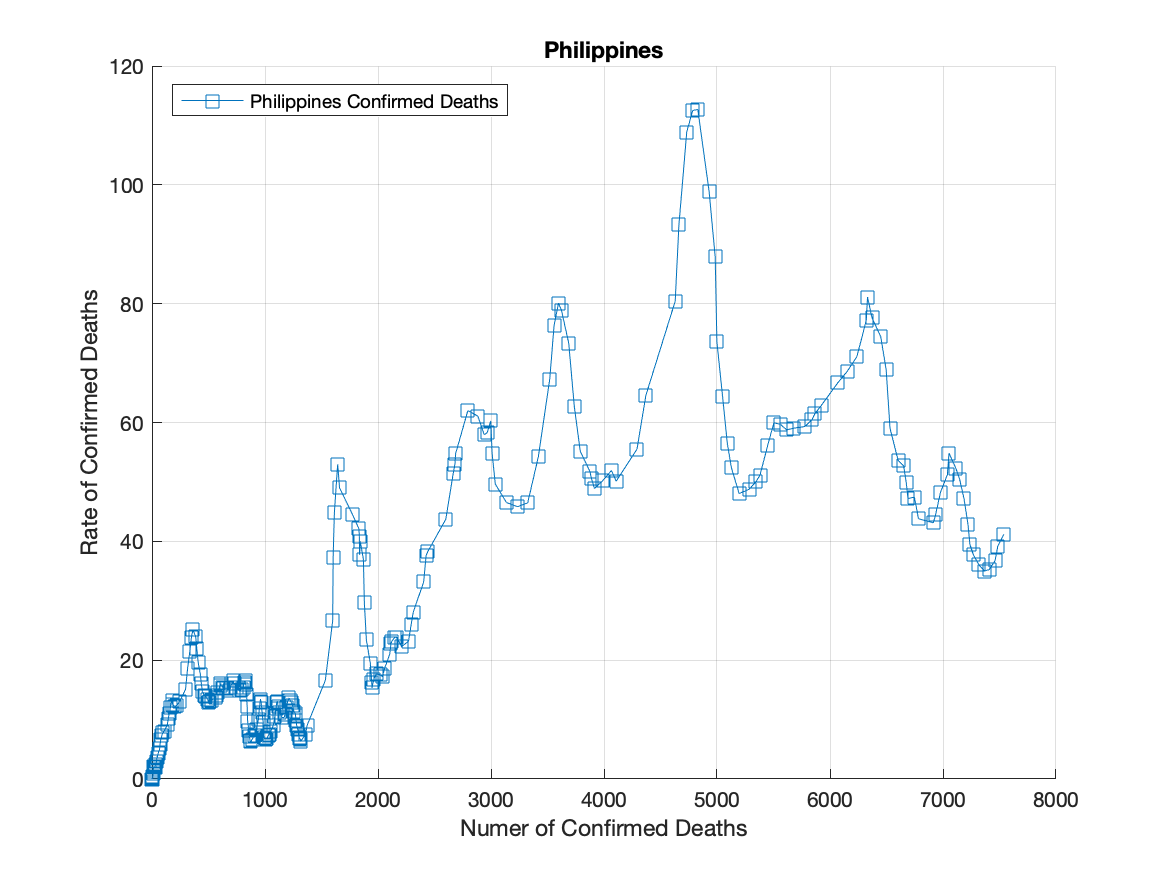 Philippines
Philippines Confirmed Deaths
120
100
80
60
40
20
0
Rate of Confirmed Deaths
0 1000 2000 3000 4000 5000 6000 7000 8000
Numer of Confirmed Deaths